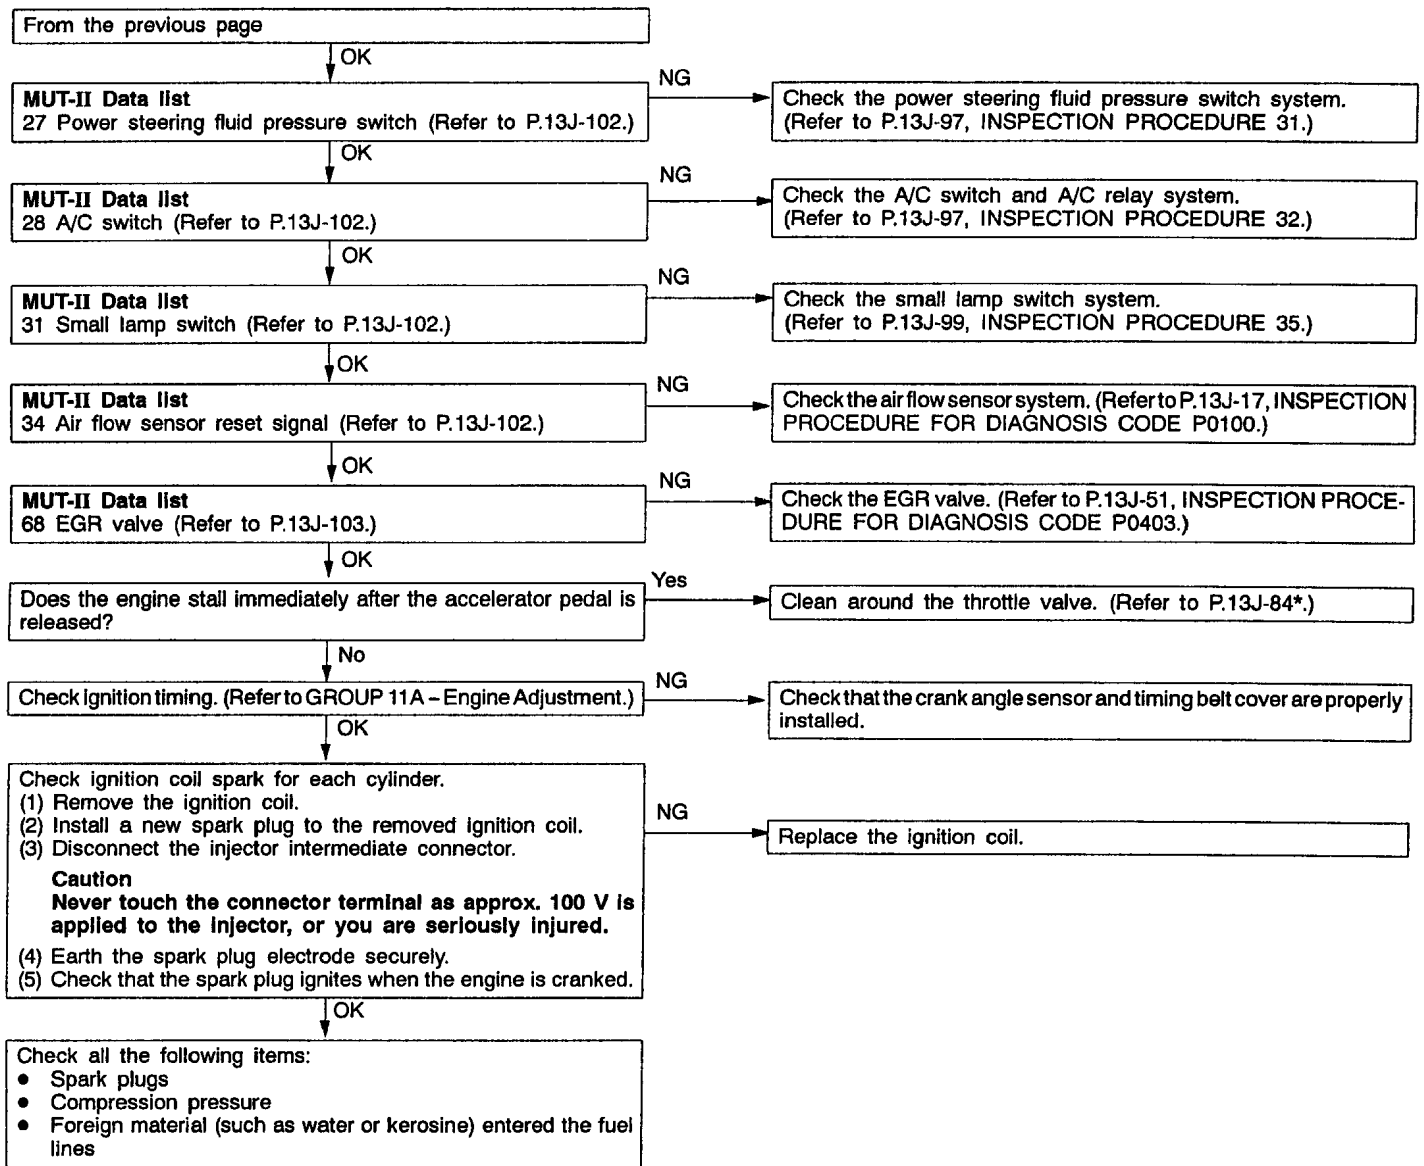 From the previous page
OK
MUT-II Data list
27 Power steering fluid pressure switch (Refer to P.13J-102.)
NG
Check the power steering fluid pressure switch system.
(Refer to P.13J-97, INSPECTION PROCEDURE 31.)
OK
MUT-II Data list
28 A/C switch (Refer to P.13J-102.)
NG
Check the A/C switch and A/C relay system.
(Refer to P.13J-97, INSPECTION PROCEDURE 32.)
OK
MUT-II Data list
31 Small lamp switch (Refer to P.13J-102.)
NG
Check the small lamp switch system.
(Refer to P.13J-99, INSPECTION PROCEDURE 35.)
OK
MUT-II Data list
34 Air flow sensor reset signal (Refer to P.13J-102.)
NG
Check the air flow sensor system. (Refer to P.13J-17, INSPECTION
PROCEDURE FOR DIAGNOSIS CODE P0100.)
OK
MUT-II Data list
68 EGR valve (Refer to P.13J-103.)
NG
Check the EGR valve. (Refer to P.13J-51, INSPECTION PROCE-
DURE FOR DIAGNOSIS CODE P0403.)
OK
Does the engine stall immediately after the accelerator pedal is
released?
Yes
Clean around the throttle valve. (Refer to P.13J-84*.)
No
Check ignition timing. (Refer to GROUP 11A – Engine Adjustment.)
NG
Check that the crank angle sensor and timing belt cover are properly
installed.
OK
Check ignition coil spark for each cylinder.
(1) Remove the ignition coil.
(2) Install a new spark plug to the removed ignition coil.
(3) Disconnect the injector intermediate connector.
Caution
Never touch the connector terminal as approx. 100 V is
applied to the injector, or you are seriously injured.
(4) Earth the spark plug electrode securely.
(5) Check that the spark plug ignites when the engine is cranked.
NG
Replace the ignition coil.
OK
Check all the following items:
● Spark plugs
● Compression pressure
● Foreign material (such as water or kerosine) entered the fuel
lines